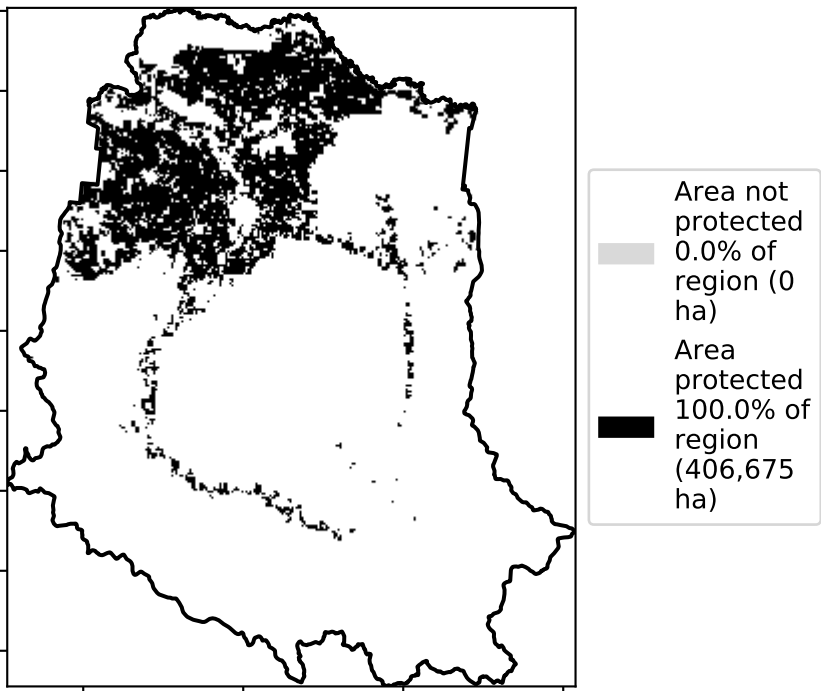 Area not
protected
0.0% of
region (0
ha)
Area
protected
100.0% of
region
(406,675
ha)